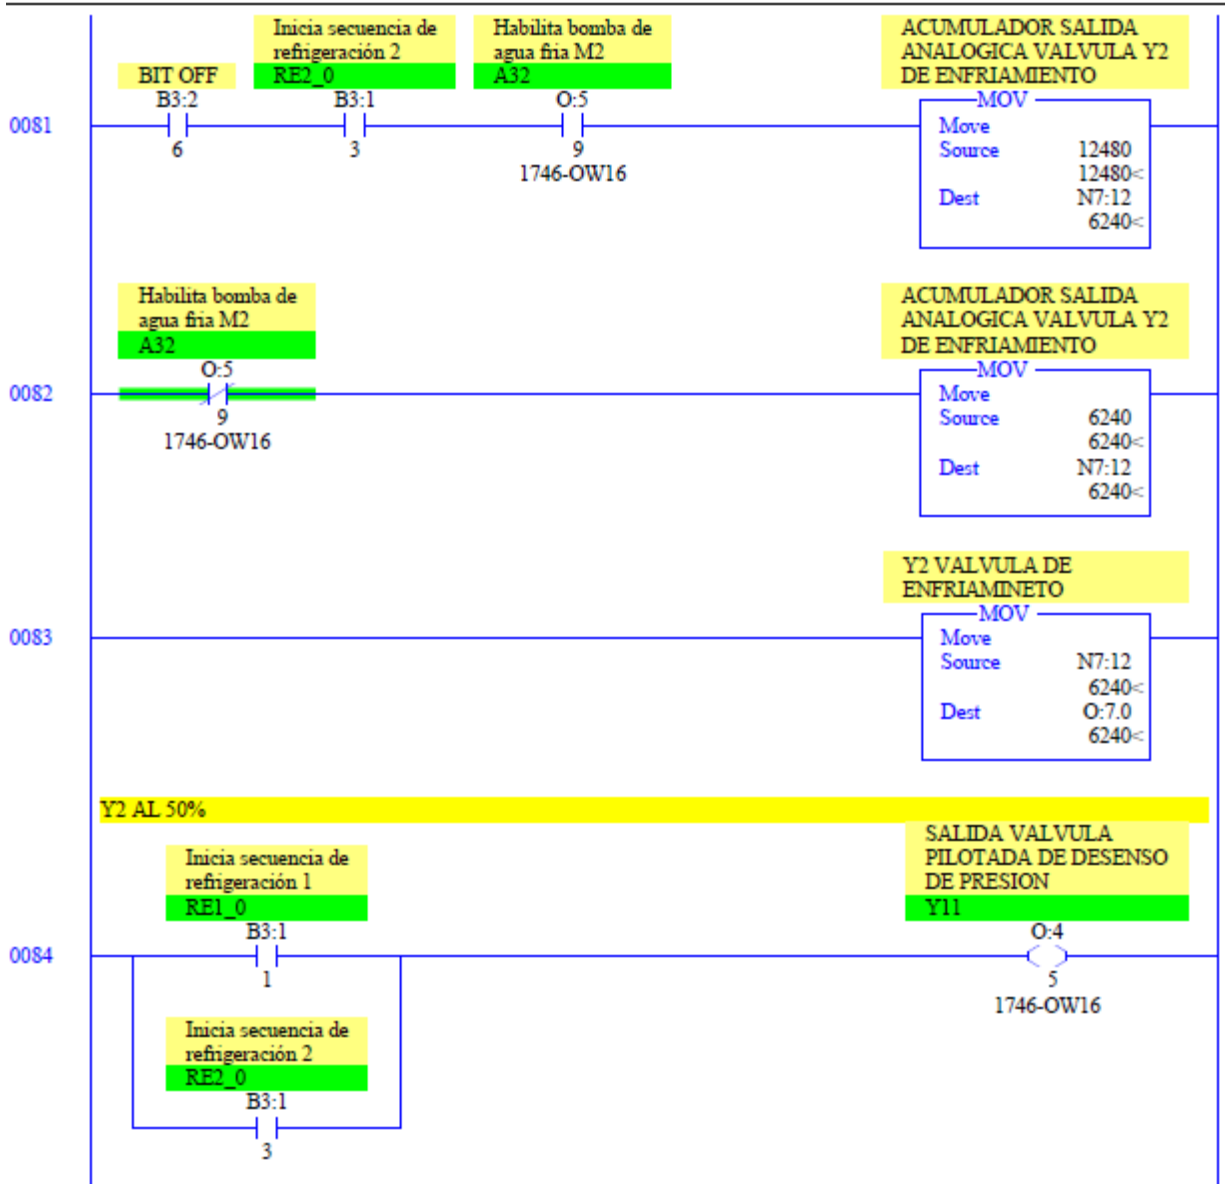 Inicia secuencia de
refrigeración 2
RE2_0
Habilita bomba de
agua fria M2
A32
ACUMULADOR SALIDA
ANALOGICA VALVULA Y2
DE ENFRIAMIENTO
BIT OFF
B3:2
B3:1
O:5
MOV
0081
Move
6
3
9
Source 12480
1746-OW16
12480<
Dest N7:12
6240<
Habilita bomba de
agua fria M2
A32
ACUMULADOR SALIDA
ANALOGICA VALVULA Y2
DE ENFRIAMIENTO
O:5
MOV
0082
Move
9
Source 6240
1746-OW16
6240<
Dest N7:12
6240<
Y2 VALVULA DE
ENFRIAMINETO
MOV
0083
Move
Source N7:12
6240<
Dest O:7.0
6240<
Y2 AL 50%
Inicia secuencia de
refrigeración 1
RE1_0
SALIDA VALVULA
PILOTADA DE DESENSO
DE PRESION
Y11
B3:1
O:4
0084
1
5
1746-OW16
Inicia secuencia de
refrigeración 2
RE2_0
B3:1
3